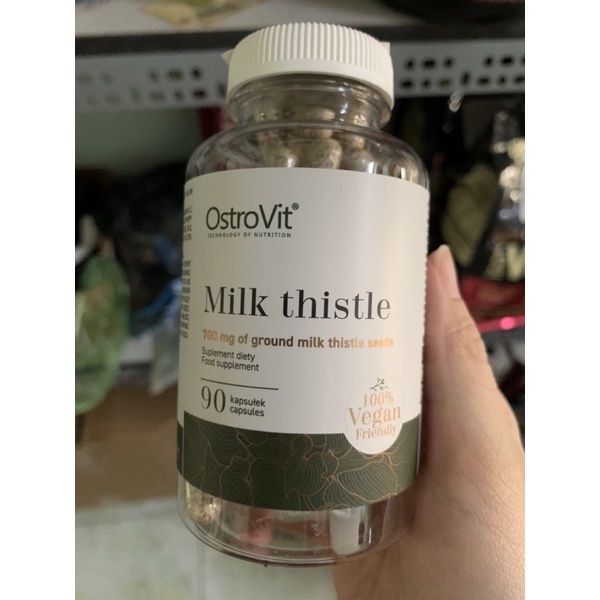 OstroVit®
TECHNOLOGY OF NUTRITION
Milk thistle
700 mg of ground milk thistle seeds
Suplement diety
Food supplement
90 kapsułek
capsules
100%
Vegan
Friendly